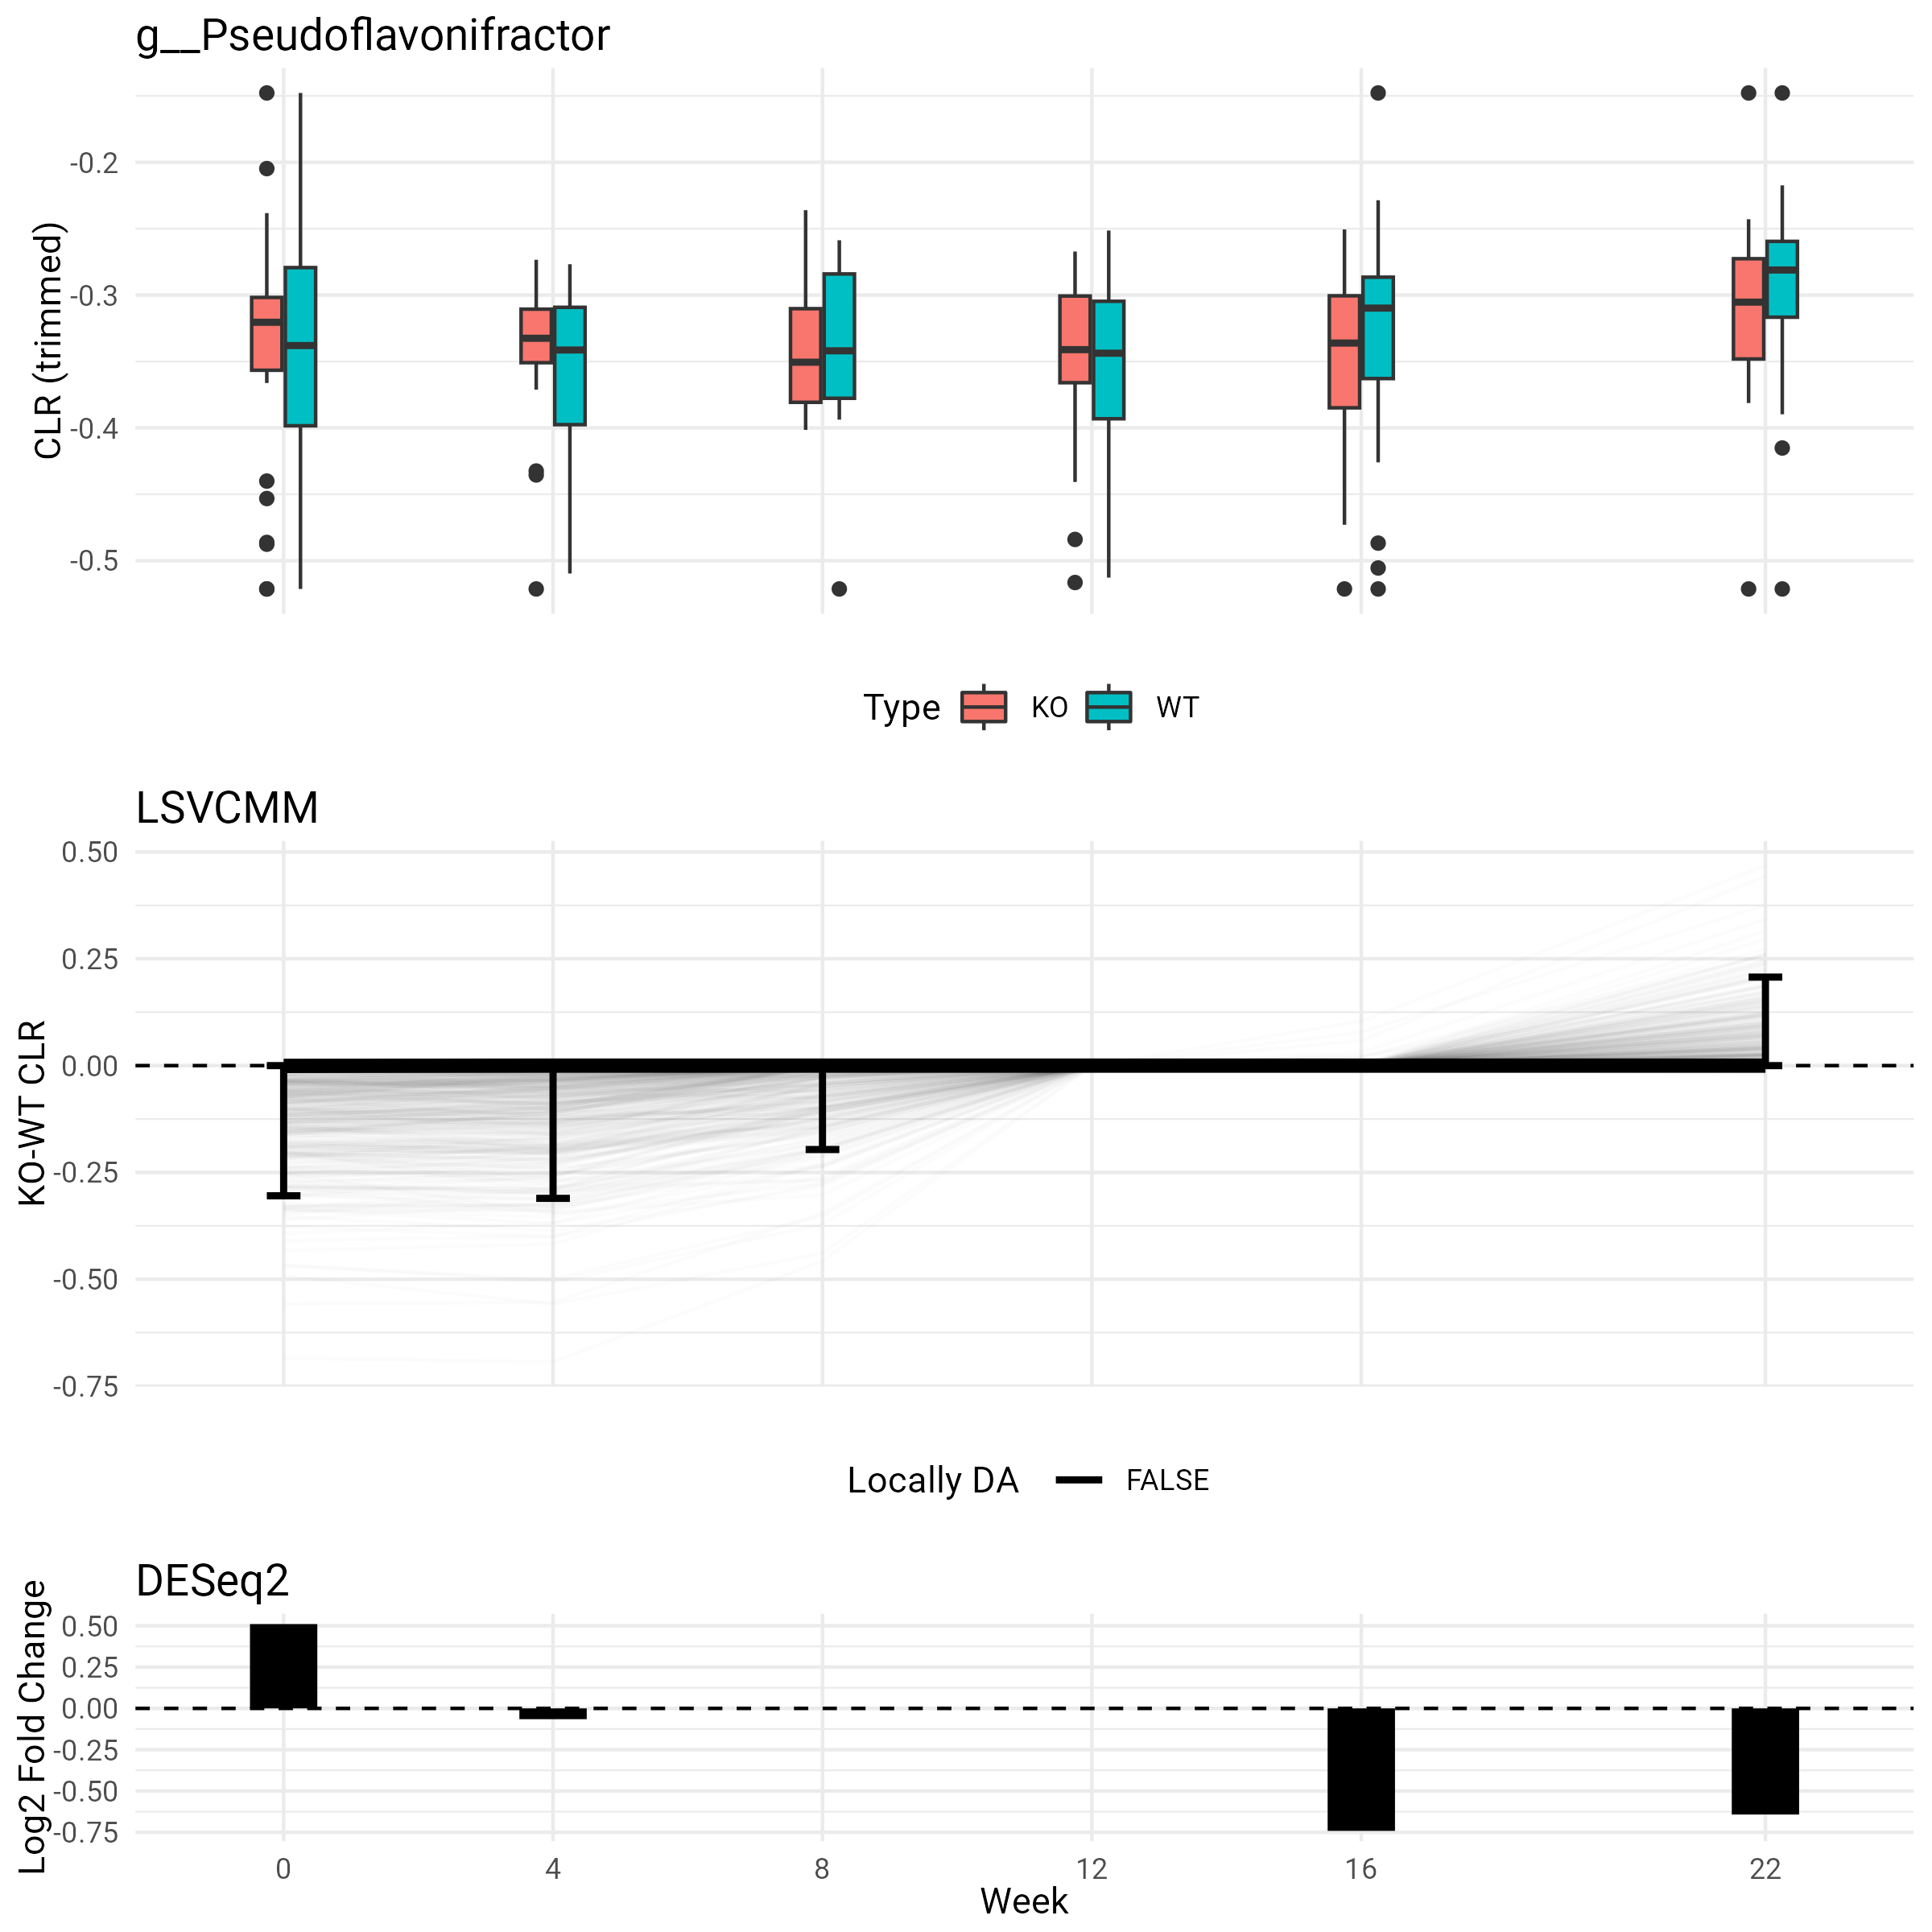 g__Pseudoflavonifractor
CLR (trimmed)
-0.2
-0.3
-0.4
-0.5
Type KO WT
LSVCMM
KO-WT CLR
0.50
0.25
0.00
-0.25
-0.50
-0.75
Locally DA FALSE
DESeq2
Log2 Fold Change
0.50
0.25
0.00
-0.25
-0.50
-0.75
0 4 8 12 16 22
Week